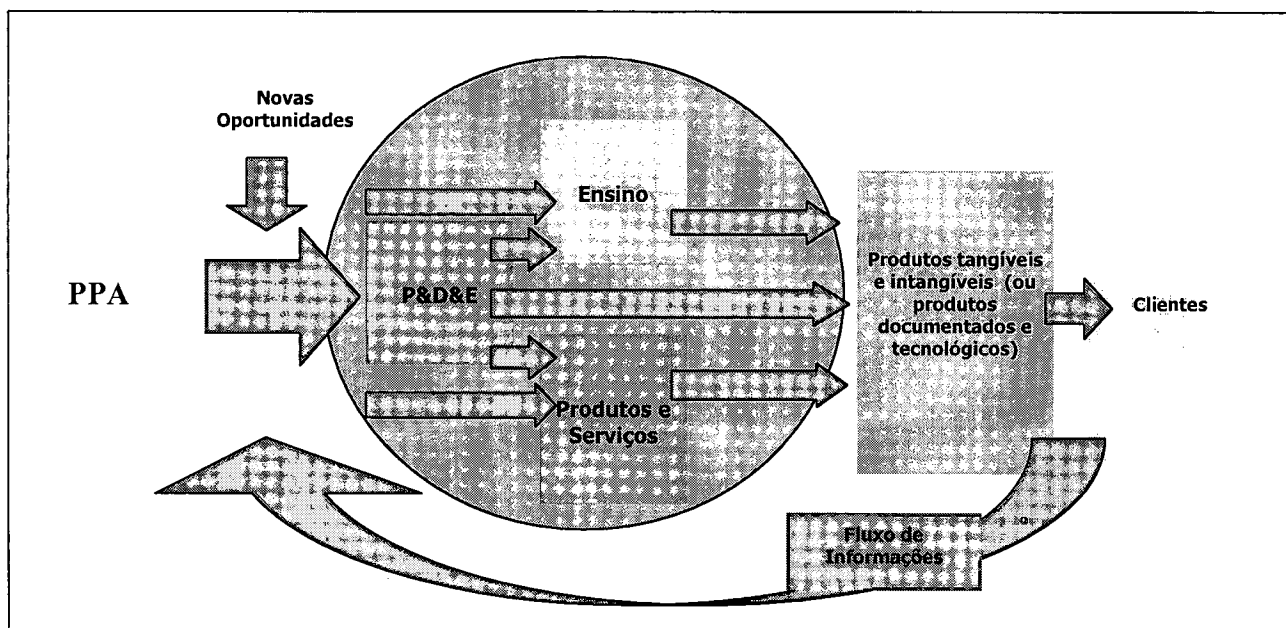 Novas
Oportunidades
PPA
Ensino
P&D&E
Produtos e
Serviços
Produtos tangíveis
e intangíveis (ou
produtos
documentados e
tecnológicos)
Clientes
Fluxo de
Informações